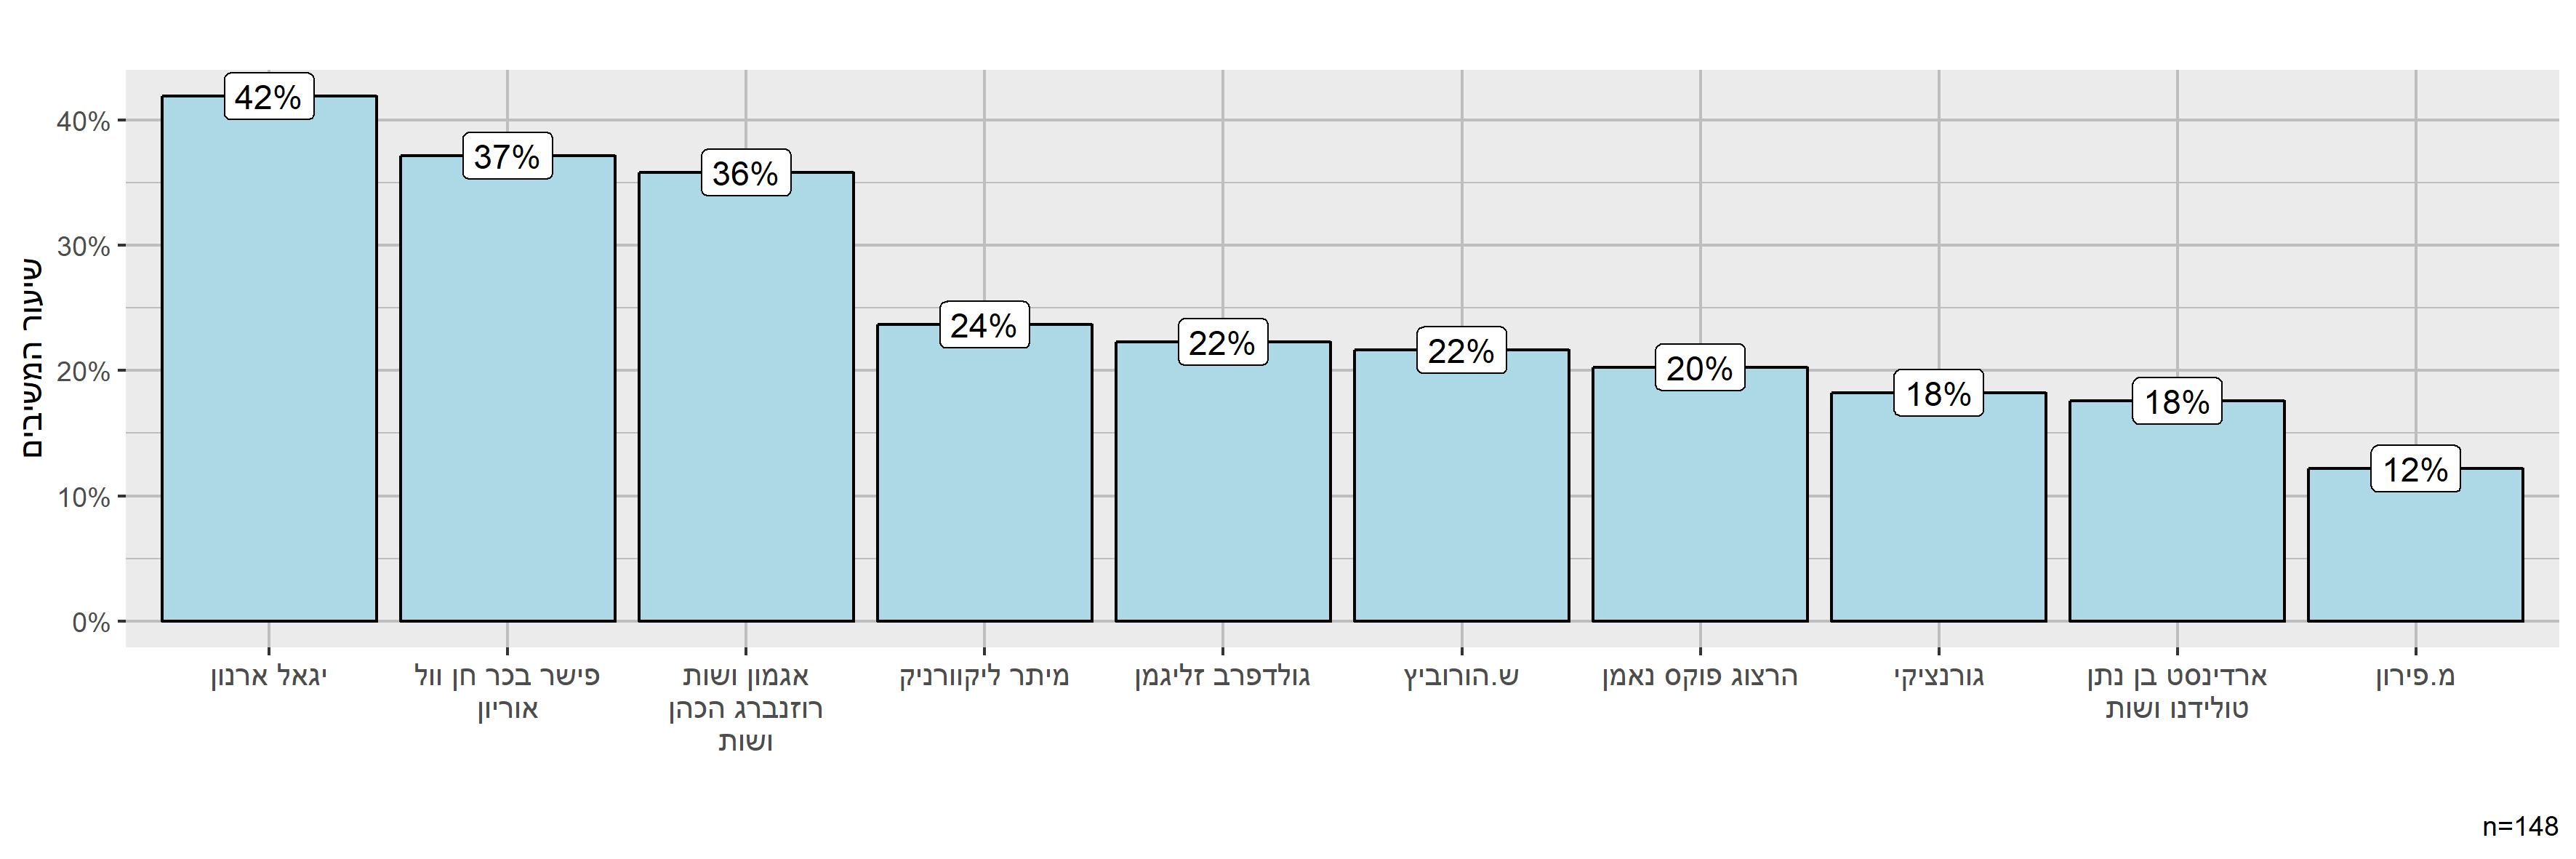 שיעור המשיבים
40%
30%
20%
10%
0%
42%
37%
36%
24%
22%
22%
20%
18%
18%
12%
יגאל ארנון
פישר בכר חן וול
אוריון
אגמון ושות
רוזנברג הכהן
ושות
מיתר ליקוורניק
גולדפרב זליגמן
ש.הורוביץ
הרצוג פוקס נאמן
גורנציקי
ארדינסט בן נתן
טולידנו ושות
מ.פירון
n=148